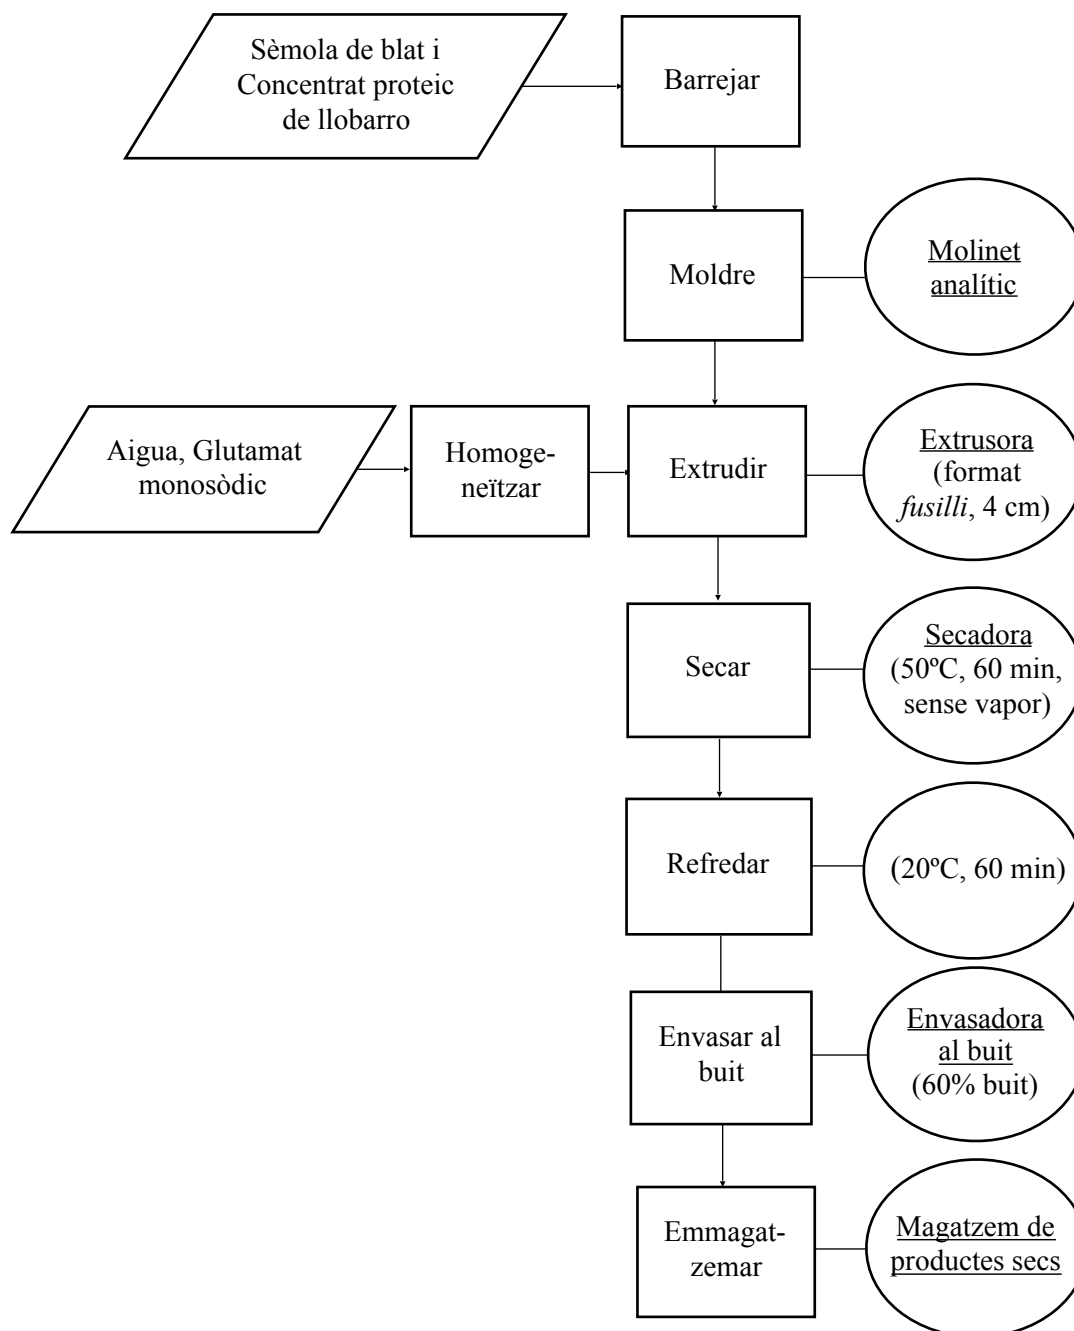 Sèmola de blat i
Concentrat proteic
de llobarro
Barrejar
Moldre
Molinet
analític
Aigua, Glutamat
monosòdic
Homoge-
neïtzar
Extrudir
Extrusora
(format
fusilli, 4 cm)
Secar
Secadora
(50ºC, 60 min,
sense vapor)
Refredar
(20ºC, 60 min)
Envasar al
buit
Envasadora
al buit
(60% buit)
Emmagat-
zemar
Magatzem de
productes secs